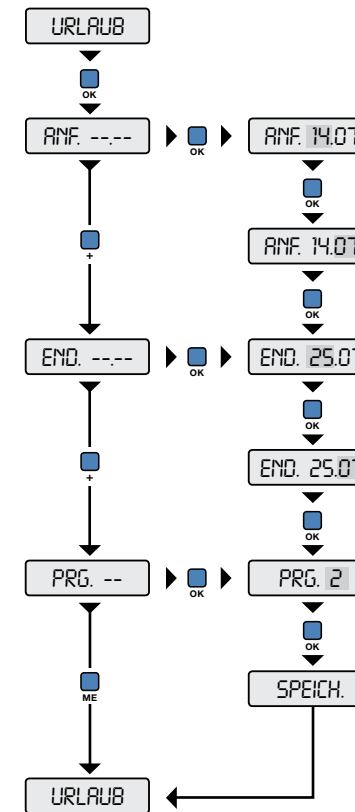 URLAUB
OK
ANF. --.-- OK ANF. 14.07
OK
ANF. 14.07
+
OK
END. --.-- OK END. 25.07
OK
END. 25.07
+
OK
PRG. -- OK PRG. 2
OK
ME
SPEICH.
URLAUB